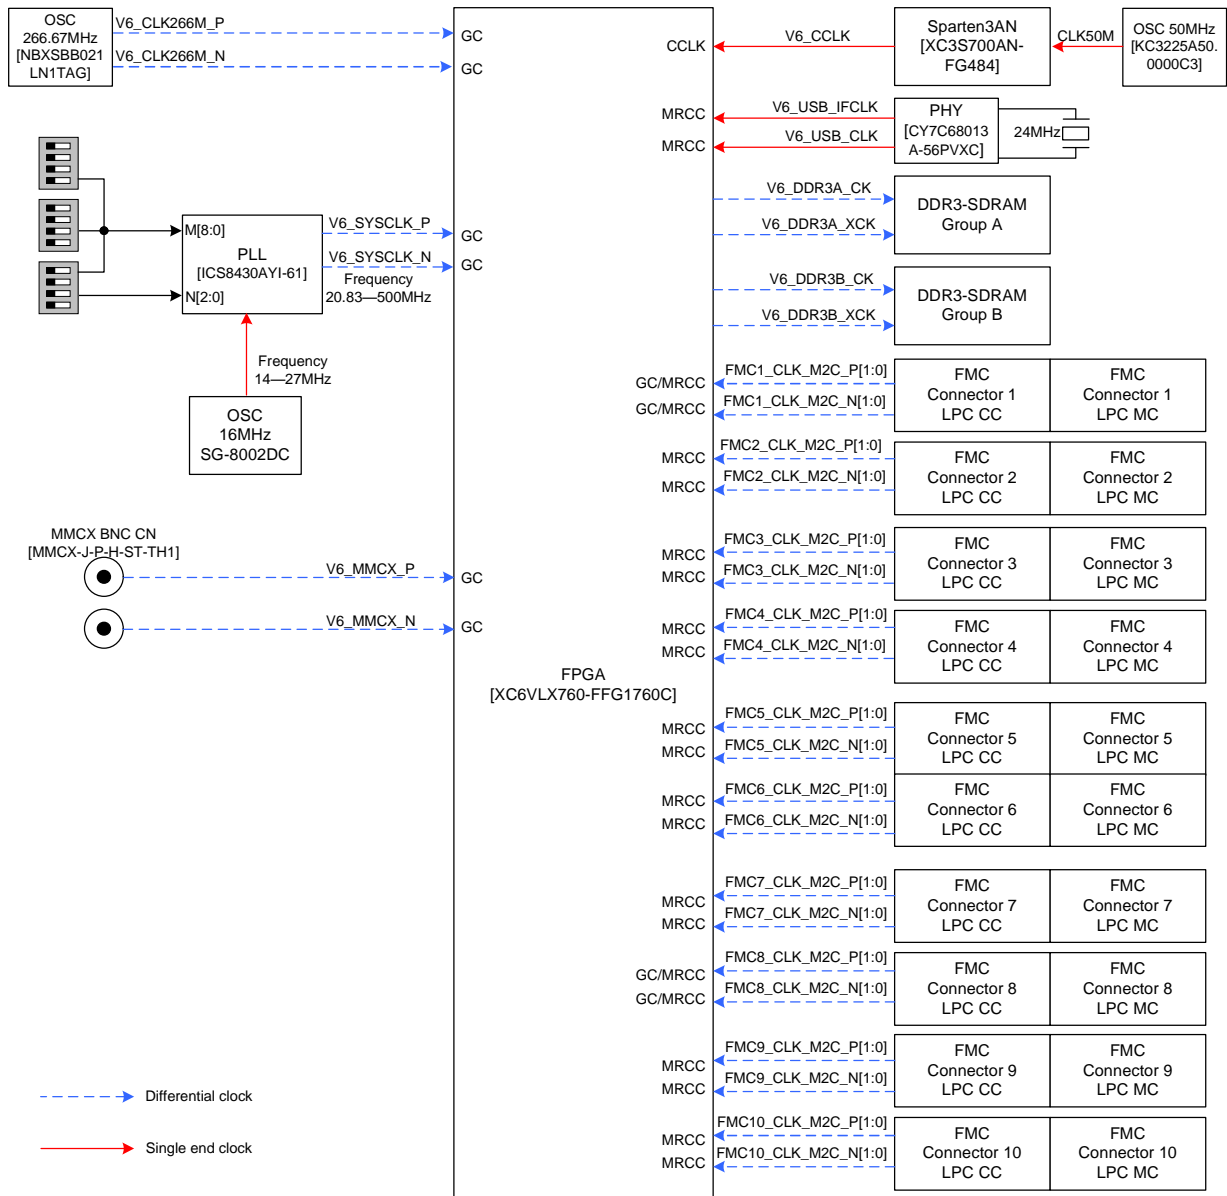 OSC
266.67MHz
[NBXSBB021
LN1TAG]
V6_CLK266M_P
V6_CLK266M_N
GC
GC
M[8:0]
N[2:0]
PLL
[ICS8430AYI-61]
V6_SYSCLK_P
V6_SYSCLK_N
Frequency
20.83—500MHz
GC
GC
Frequency
14—27MHz
OSC
16MHz
SG-8002DC
MMCX BNC CN
[MMCX-J-P-H-ST-TH1]
V6_MMCX_P
V6_MMCX_N
GC
GC
FPGA
[XC6VLX760-FFG1760C]
CCLK
V6_CCLK
Sparten3AN
[XC3S700AN-
FG484]
CLK50M
OSC 50MHz
[KC3225A50.
0000C3]
MRCC
MRCC
V6_USB_IFCLK
V6_USB_CLK
PHY
[CY7C68013
A-56PVXC]
24MHz
V6_DDR3A_CK
V6_DDR3A_XCK
DDR3-SDRAM
Group A
V6_DDR3B_CK
V6_DDR3B_XCK
DDR3-SDRAM
Group B
GC/MRCC
GC/MRCC
FMC1_CLK_M2C_P[1:0]
FMC1_CLK_M2C_N[1:0]
FMC
Connector 1
LPC CC
FMC
Connector 1
LPC MC
MRCC
MRCC
FMC2_CLK_M2C_P[1:0]
FMC2_CLK_M2C_N[1:0]
FMC
Connector 2
LPC CC
FMC
Connector 2
LPC MC
MRCC
MRCC
FMC3_CLK_M2C_P[1:0]
FMC3_CLK_M2C_N[1:0]
FMC
Connector 3
LPC CC
FMC
Connector 3
LPC MC
MRCC
MRCC
FMC4_CLK_M2C_P[1:0]
FMC4_CLK_M2C_N[1:0]
FMC
Connector 4
LPC CC
FMC
Connector 4
LPC MC
MRCC
MRCC
FMC5_CLK_M2C_P[1:0]
FMC5_CLK_M2C_N[1:0]
FMC
Connector 5
LPC CC
FMC
Connector 5
LPC MC
MRCC
MRCC
FMC6_CLK_M2C_P[1:0]
FMC6_CLK_M2C_N[1:0]
FMC
Connector 6
LPC CC
FMC
Connector 6
LPC MC
MRCC
MRCC
FMC7_CLK_M2C_P[1:0]
FMC7_CLK_M2C_N[1:0]
FMC
Connector 7
LPC CC
FMC
Connector 7
LPC MC
GC/MRCC
GC/MRCC
FMC8_CLK_M2C_P[1:0]
FMC8_CLK_M2C_N[1:0]
FMC
Connector 8
LPC CC
FMC
Connector 8
LPC MC
MRCC
MRCC
FMC9_CLK_M2C_P[1:0]
FMC9_CLK_M2C_N[1:0]
FMC
Connector 9
LPC CC
FMC
Connector 9
LPC MC
MRCC
MRCC
FMC10_CLK_M2C_P[1:0]
FMC10_CLK_M2C_N[1:0]
FMC
Connector 10
LPC CC
FMC
Connector 10
LPC MC
Differential clock
Single end clock